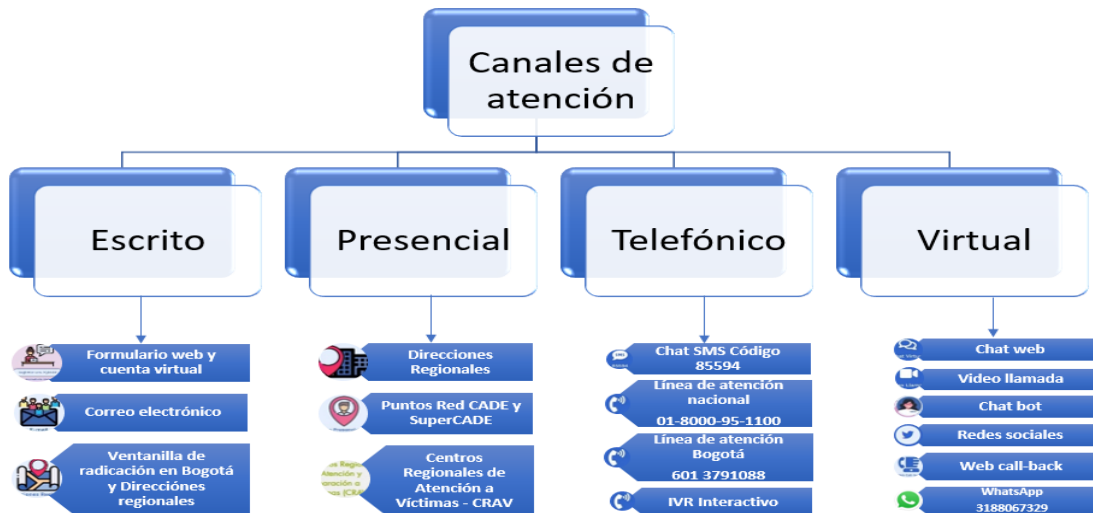 Canales de
atención
Escrito
Presencial
Telefónico
Virtual
Formulario web y
cuenta virtual
Correo electrónico
Ventanilla de
radicación en Bogotá
y Direcciónes
regionales
Direcciones
Regionales
Puntos Red CADE y
SuperCADE
Centros
Regionales de
Atención a
Víctimas - CRAV
Chat SMS Código
85594
Línea de atención
nacional
01-8000-95-1100
Línea de atención
Bogotá
601 3791088
IVR Interactivo
Chat web
Video llamada
Chat bot
Redes sociales
Web call-back
WhatsApp
3188067329